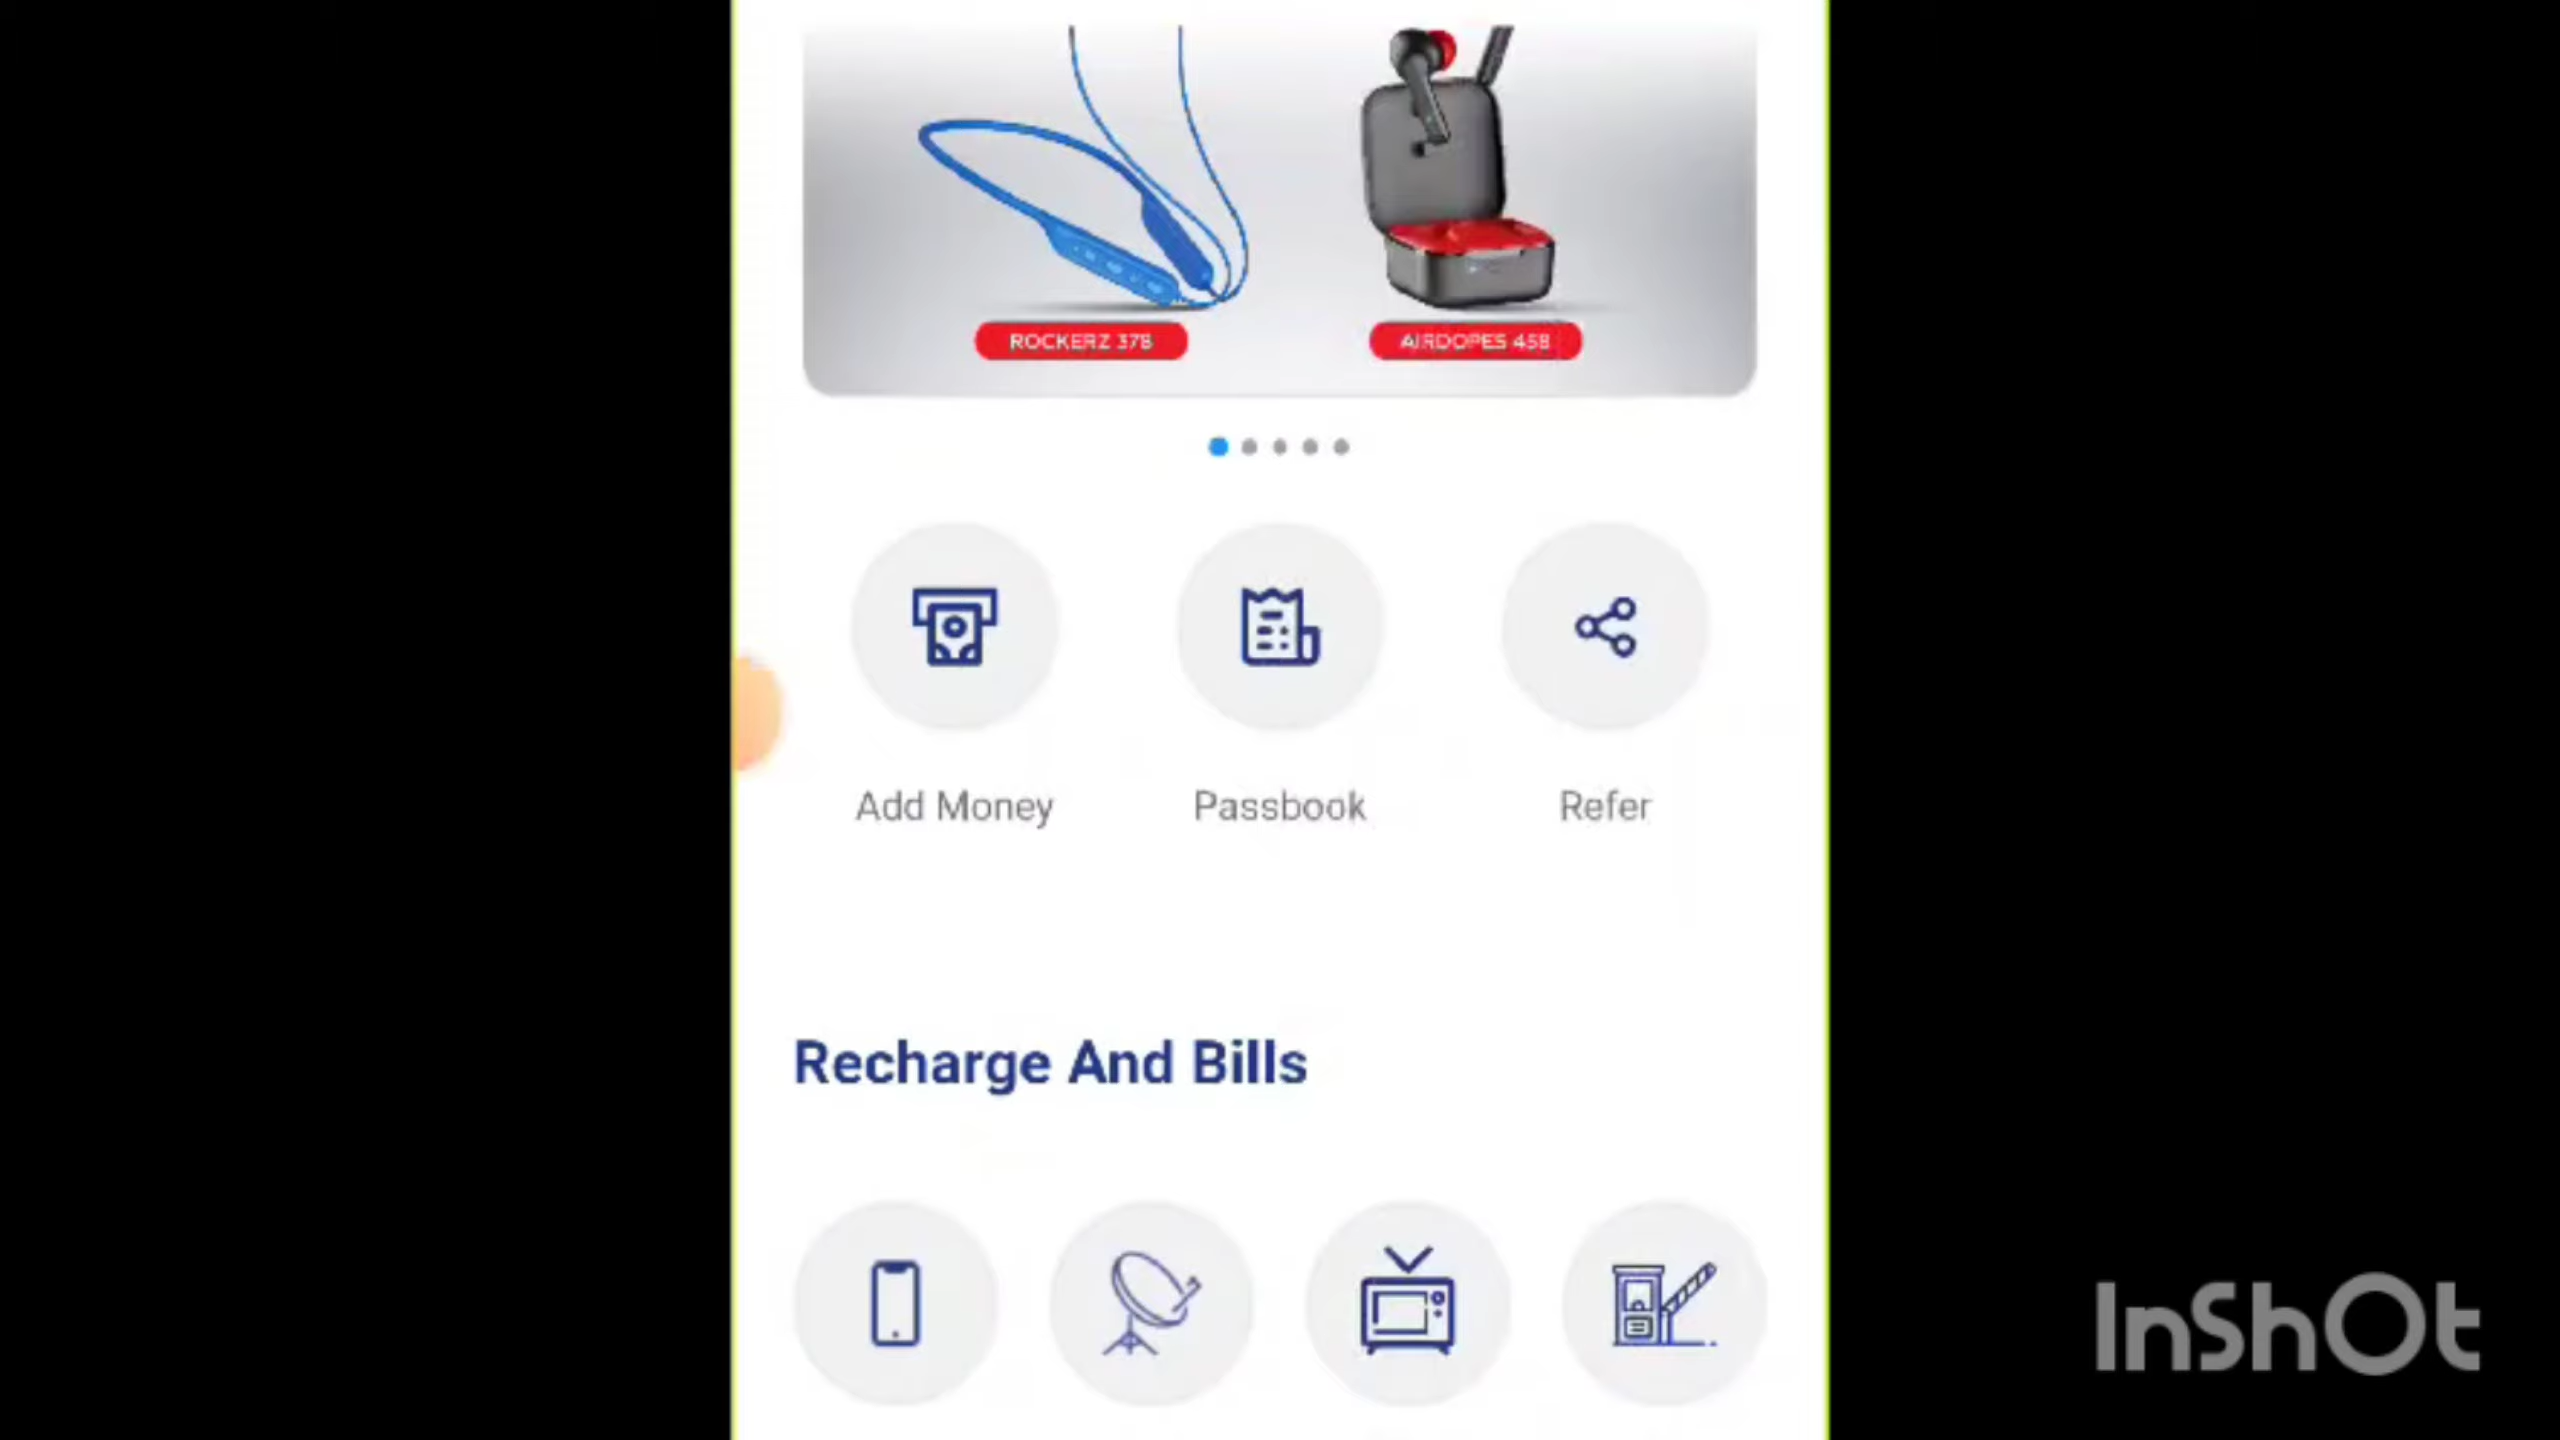 ROCKERZ 378
AIRDOPES 458
Add Money
Passbook
Refer
Recharge And Bills
InShOt